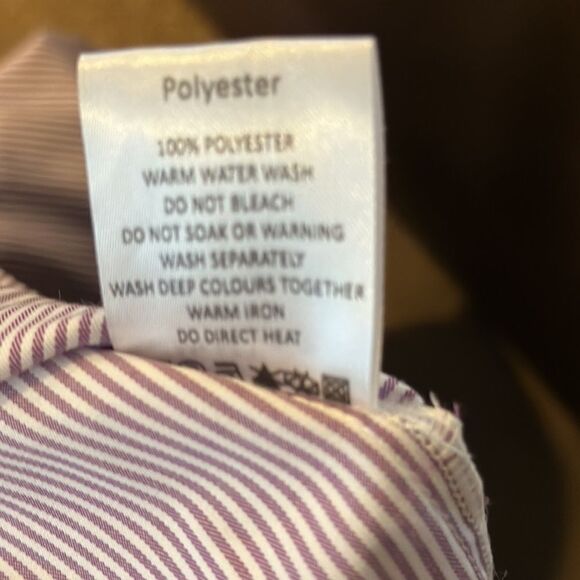 Polyester
100% POLYESTER
WARM WATER WASH
DO NOT BLEACH
DO NOT SOAK OR WARNING
WASH SEPARATELY
WASH DEEP COLOURS TOGETHER
WARM IRON
DO DIRECT HEAT